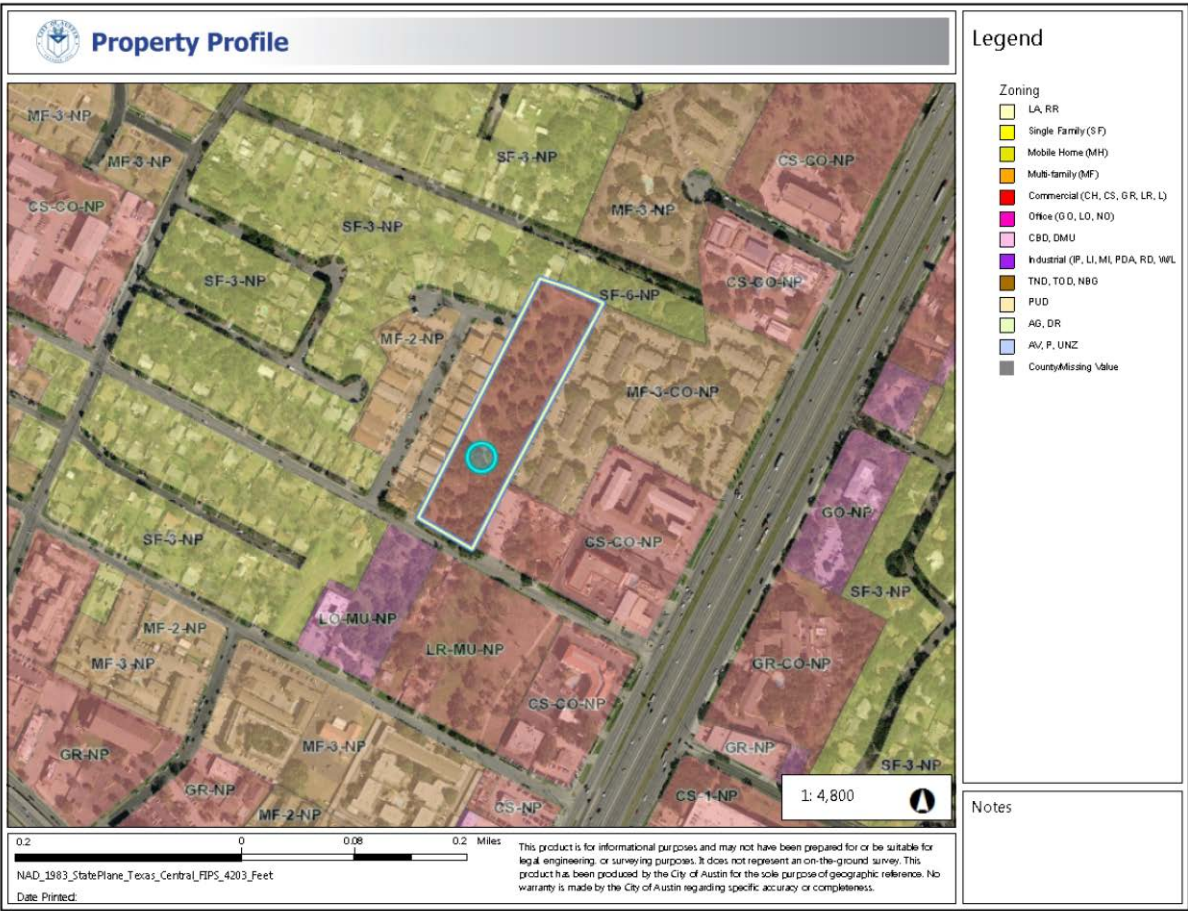 Property Profile
MF-3-NP
MF-3-NP
SF-3-NP
CS-CO-NP
CS-CO-NP
MF-3-NP
SF-3-NP
SF-3-NP
CS-CO-NP
SF-6-NP
MF-2-NP
MF-3-CO-NP
GO-NP
CS-CO-NP
SF-3-NP
SF-3-NP
LO-MU-NP
MF-2-NP
LR-MU-NP
MF-3-NP
GR-CO-NP
CS-CO-NP
MF-3-NP
GR-NP
GR-NP
SF-3-NP
GR-NP
CS-1-NP
CS-NP
MF-2-NP
1: 4,800
Legend
Zoning
LA, RR
Single Family (SF)
Mobile Home (MH)
Multi-family (MF)
Commercial (CH, CS, GR, LR, L)
Office (GO, LO, NO)
CBD, DMU
Industrial (IP, LI, MI, PDA, RD, W/L
TND, TOD, NBG
PUD
AG, DR
AV, P, UNZ
County/Missing Value
Notes
0.2 0 0.08 0.2 Miles
NAD_1983_StatePlane_Texas_Central_FIPS_4203_Feet
Date Printed:
This product is for informational purposes and may not have been prepared for or be suitable for
legal, engineering, or surveying purposes. It does not represent an on-the-ground survey. This
product has been produced by the City of Austin for the sole purpose of geographic reference. No
warranty is made by the City of Austin regarding specific accuracy or completeness.